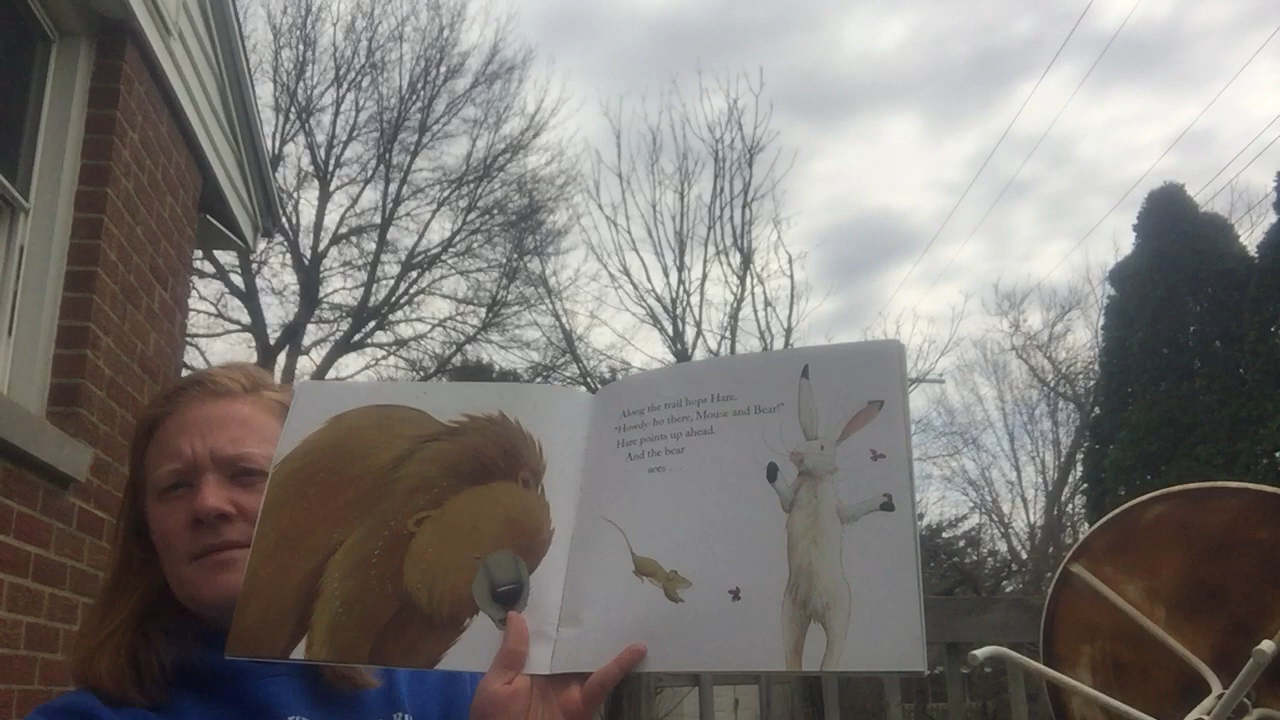 Along the trail hops Hare.
"Howdy-ho there, Mouse and Bear!"
Hare points up ahead.
And the bear
sees . . .